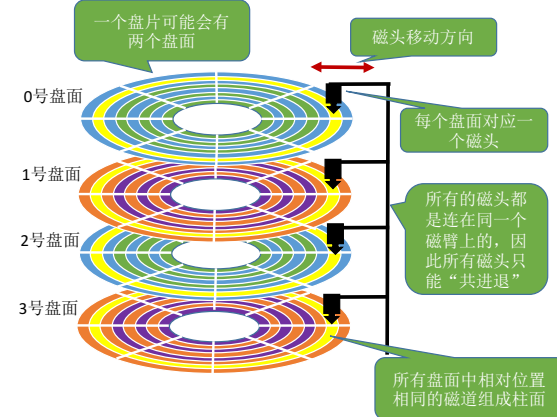 一个盘片可能会有
两个盘面
磁头移动方向
0号盘面
每个盘面对应一
个磁头
1号盘面
所有的磁头都
是连在同一个
磁臂上的，因
此所有磁头只
能“共进退”
2号盘面
3号盘面
所有盘面中相对位置
相同的磁道组成柱面